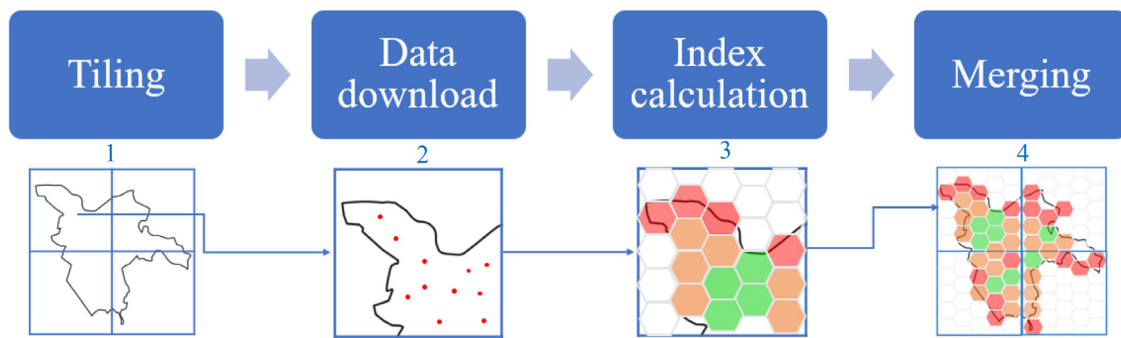 Tiling
Data
download
Index
calculation
Merging
1
2
3
4